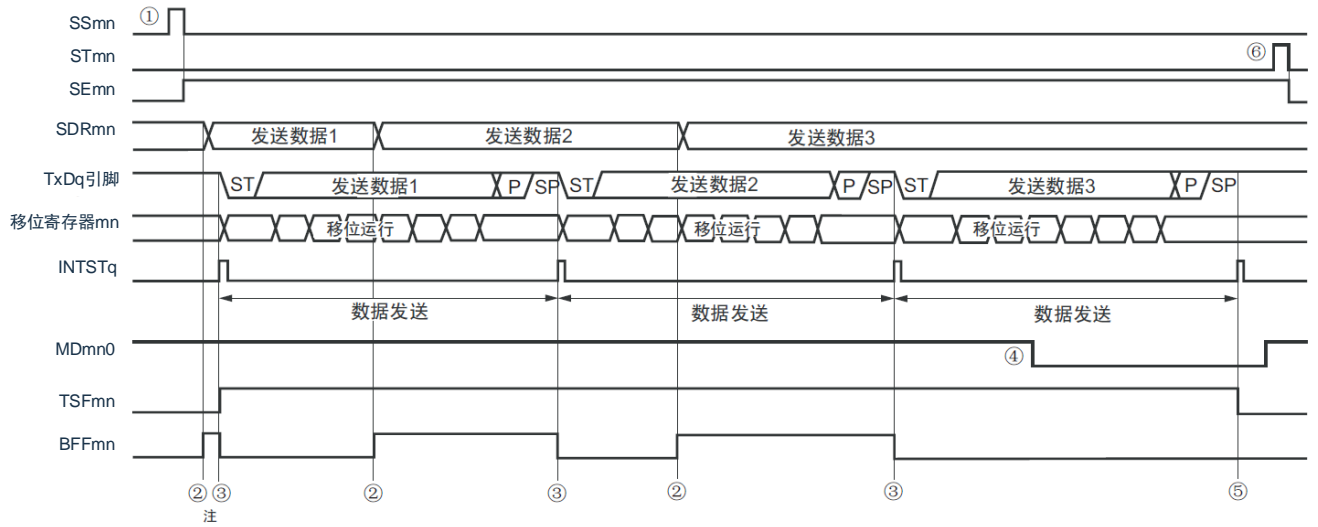 SSmn ①
STmn ⑥
SEmn
SDRmn 发送数据1 发送数据2 发送数据3
TxDq引脚 ST 发送数据1 P SP ST 发送数据2 P SP ST 发送数据3 P SP
移位寄存器mn 移位运行 移位运行 移位运行
INTSTq
数据发送 数据发送 数据发送
MDmn0 ④
TSFmn
BFFmn
② ③ ② ③ ② ③ ⑤
注